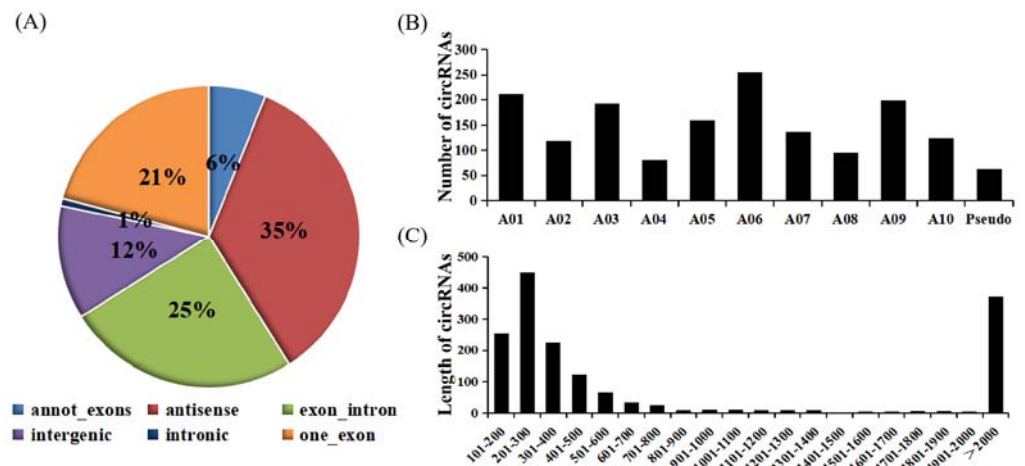 (A)
6%
35%
25%
12%
1%
21%
annot_exons
antisense
exon_intron
intergenic
intronic
one_exon
(B)
Number of circRNAs
300
250
200
150
100
50
0
A01 A02 A03 A04 A05 A06 A07 A08 A09 A10 Pseudo
(C)
Length of circRNAs
500
400
300
200
100
0
101-200 201-300 301-400 401-500 501-600 601-700 701-800 801-900
>2000